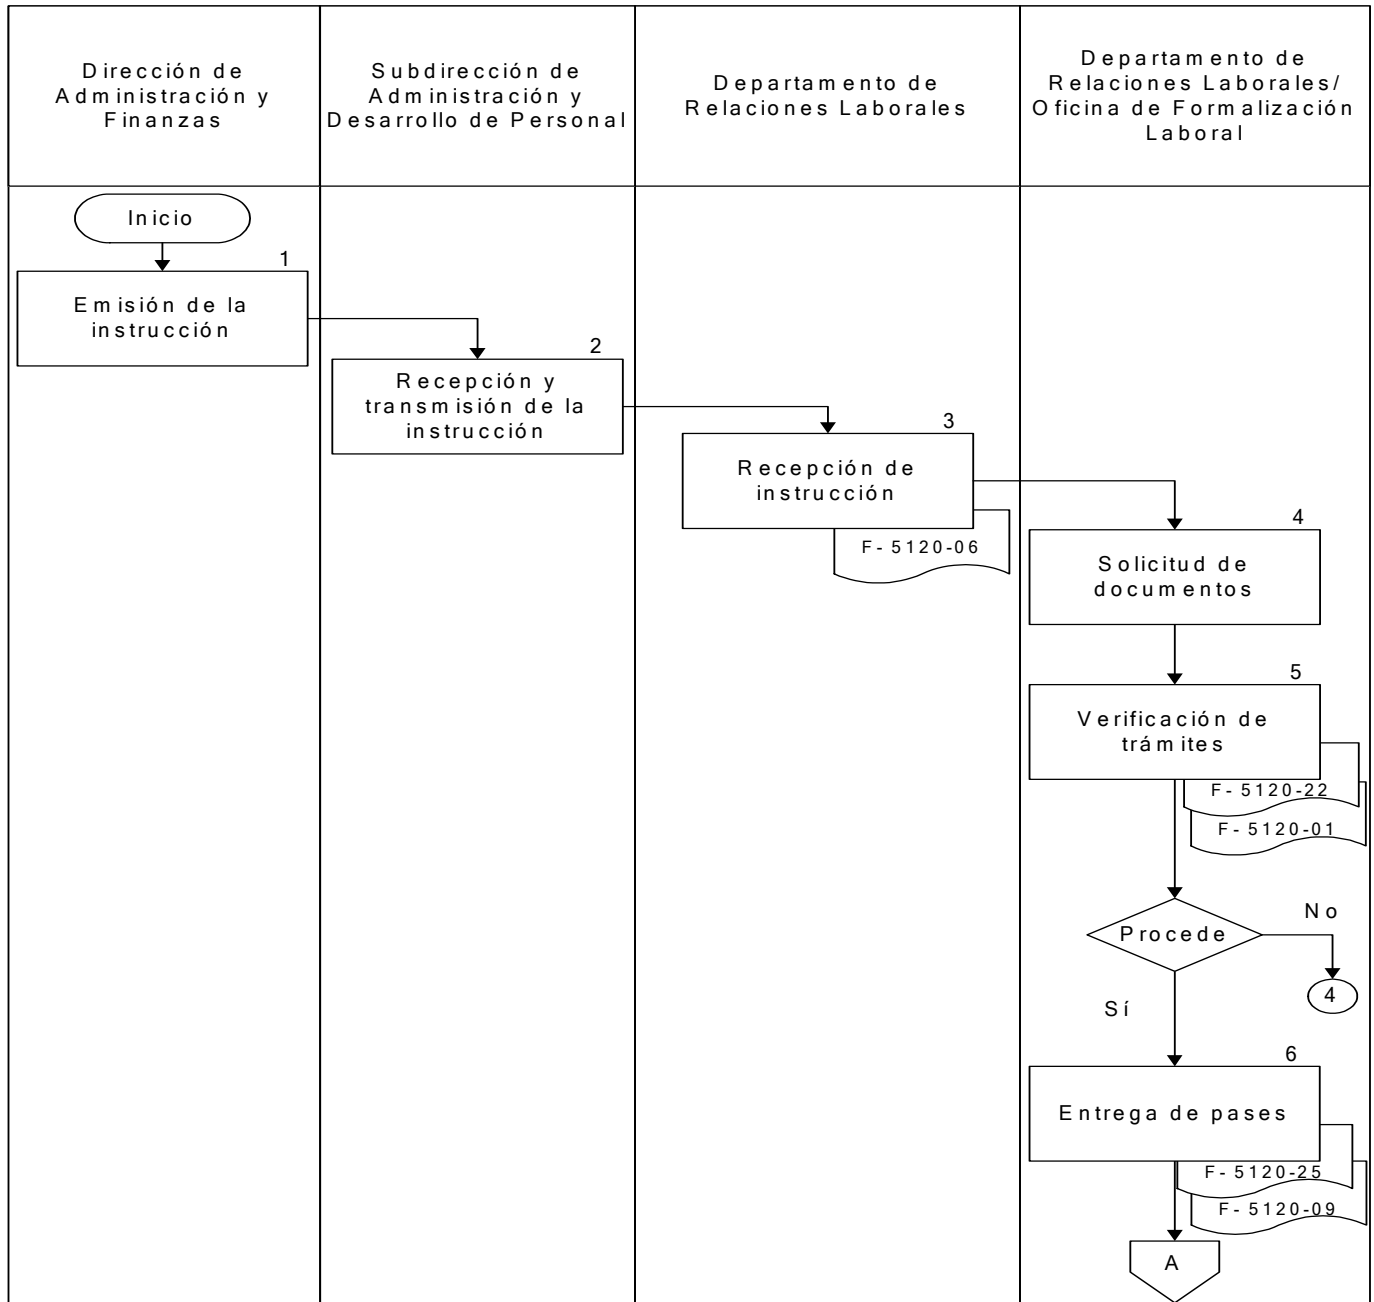 Dirección de
Administración y
Finanzas
Subdirección de
Administración y
Desarrollo de Personal
Departamento de
Relaciones Laborales
Departamento de
Relaciones Laborales/
Oficina de Formalización
Laboral
Inicio
1
Emisión de la
instrucción
2
Recepción y
transmisión de la
instrucción
3
Recepción de
instrucción
F-5120-06
4
Solicitud de
documentos
5
Verificación de
trámites
F-5120-22
F-5120-01
Procede
No
4
Sí
6
Entrega de pases
F-5120-25
F-5120-09
A